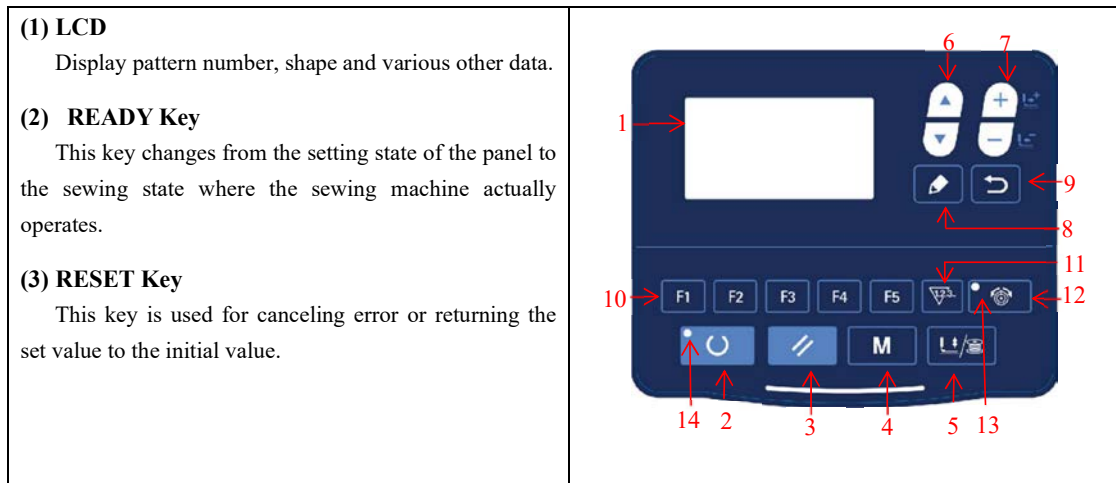 (1) LCD
Display pattern number, shape and various other data.
(2) READY Key
This key changes from the setting state of the panel to
the sewing state where the sewing machine actually
operates.
(3) RESET Key
This key is used for canceling error or returning the
set value to the initial value.
6 7
1
9
8
11
10 F1 F2 F3 F4 F5 123 12
M
14 2 3 4 5 13